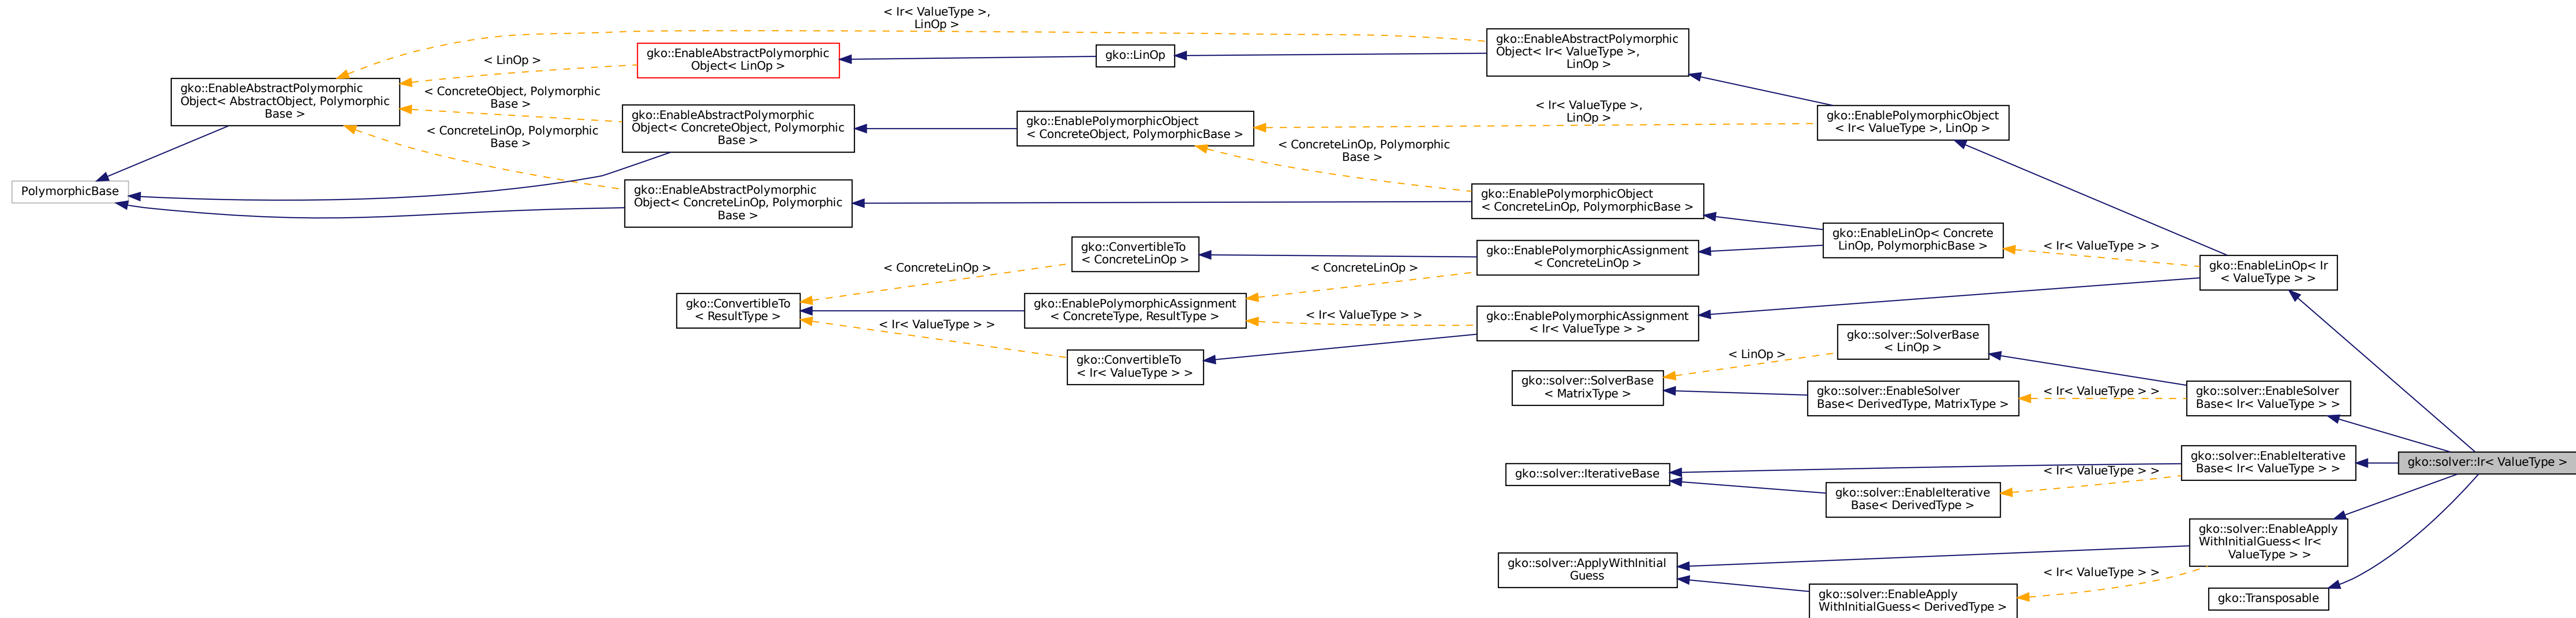 < Ir< ValueType >,
LinOp >
gko::EnableAbstractPolymorphic
Object< Ir< ValueType >,
LinOp >
gko::EnableAbstractPolymorphic
Object< LinOp >
gko::LinOp
< LinOp >
gko::EnableAbstractPolymorphic
Object< AbstractObject, Polymorphic
Base >
< ConcreteObject, Polymorphic
Base >
gko::EnableAbstractPolymorphic
Object< ConcreteObject, Polymorphic
Base >
gko::EnablePolymorphicObject
< ConcreteObject, PolymorphicBase >
< Ir< ValueType >,
LinOp >
gko::EnablePolymorphicObject
< Ir< ValueType >, LinOp >
< ConcreteLinOp, Polymorphic
Base >
< ConcreteLinOp, Polymorphic
Base >
PolymorphicBase
gko::EnableAbstractPolymorphic
Object< ConcreteLinOp, Polymorphic
Base >
gko::EnablePolymorphicObject
< ConcreteLinOp, PolymorphicBase >
gko::EnableLinOp< Concrete
LinOp, PolymorphicBase >
< Ir< ValueType > >
gko::ConvertibleTo
< ConcreteLinOp >
gko::EnablePolymorphicAssignment
< ConcreteLinOp >
gko::EnableLinOp< Ir
< ValueType > >
< ConcreteLinOp >
< ConcreteLinOp >
gko::ConvertibleTo
< ResultType >
gko::EnablePolymorphicAssignment
< ConcreteType, ResultType >
< Ir< ValueType > >
< Ir< ValueType > >
gko::EnablePolymorphicAssignment
< Ir< ValueType > >
gko::ConvertibleTo
< Ir< ValueType > >
gko::solver::SolverBase
< LinOp >
< LinOp >
gko::solver::SolverBase
< MatrixType >
gko::solver::EnableSolver
Base< DerivedType, MatrixType >
< Ir< ValueType > >
gko::solver::EnableSolver
Base< Ir< ValueType > >
gko::solver::IterativeBase
< Ir< ValueType > >
gko::solver::EnableIterative
Base< Ir< ValueType > >
gko::solver::Ir< ValueType >
gko::solver::EnableIterative
Base< DerivedType >
gko::solver::EnableApply
WithInitialGuess< Ir<
ValueType > >
gko::solver::ApplyWithInitial
Guess
< Ir< ValueType > >
gko::solver::EnableApply
WithInitialGuess< DerivedType >
gko::Transposable